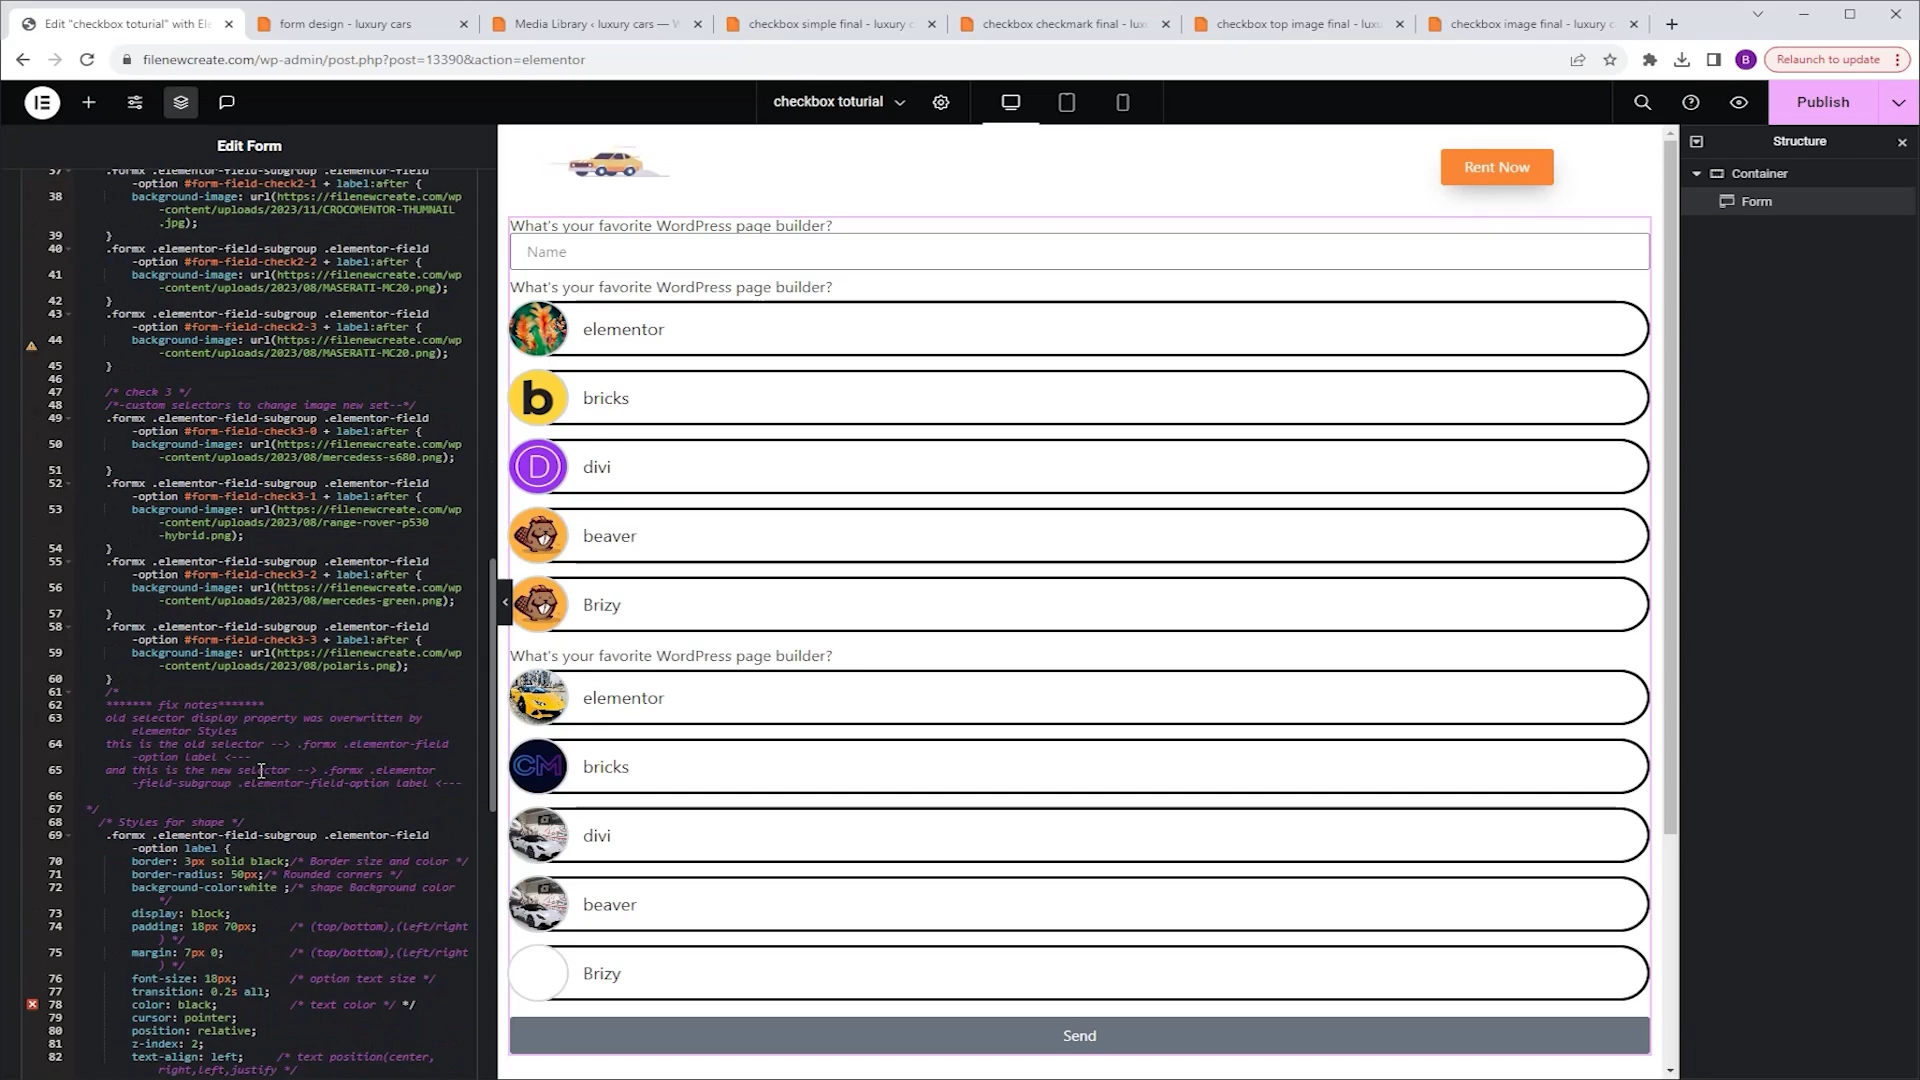 Edit "checkbox toturial" with Ele
form design - luxury cars
Media Library ‹ luxury cars — W
checkbox simple final - luxury c
checkbox checkmark final - lux
checkbox top image final - luxu
checkbox image final - luxury c
filenewcreate.com/wp-admin/post.php?post=13390&action=elementor
B
Relaunch to update
checkbox toturial
Publish
Edit Form
37 .formx .elementor-field-subgroup .elementor-field
-option #form-field-check2-1 + label:after {
38 background-image: url(https://filenewcreate.com/wp
-content/uploads/2023/11/CROCOMENTOR-THUMNAIL
.jpg);
39 }
40 .formx .elementor-field-subgroup .elementor-field
-option #form-field-check2-2 + label:after {
41 background-image: url(https://filenewcreate.com/wp
-content/uploads/2023/08/MASERATI-MC20.png);
42 }
43 .formx .elementor-field-subgroup .elementor-field
-option #form-field-check2-3 + label:after {
44 background-image: url(https://filenewcreate.com/wp
-content/uploads/2023/08/MASERATI-MC20.png);
45 }
46
47 /* check 3 */
48 /*-custom selectors to change image new set--*/
49 .formx .elementor-field-subgroup .elementor-field
-option #form-field-check3-0 + label:after {
50 background-image: url(https://filenewcreate.com/wp
-content/uploads/2023/08/mercedess-s680.png);
51 }
52 .formx .elementor-field-subgroup .elementor-field
-option #form-field-check3-1 + label:after {
53 background-image: url(https://filenewcreate.com/wp
-content/uploads/2023/08/range-rover-p530
-hybrid.png);
54 }
55 .formx .elementor-field-subgroup .elementor-field
-option #form-field-check3-2 + label:after {
56 background-image: url(https://filenewcreate.com/wp
-content/uploads/2023/08/mercedes-green.png);
57 }
58 .formx .elementor-field-subgroup .elementor-field
-option #form-field-check3-3 + label:after {
59 background-image: url(https://filenewcreate.com/wp
-content/uploads/2023/08/polaris.png);
60 }
61 /*
62 ******* fix notes*******
63 old selector display property was overwritten by
elementor Styles
64 this is the old selector --> .formx .elementor-field
-option label <---
65 and this is the new selector --> .formx .elementor
-field-subgroup .elementor-field-option label <---
66
67 */
68 /* Styles for shape */
69 .formx .elementor-field-subgroup .elementor-field
-option label {
70 border: 3px solid black;/* Border size and color */
71 border-radius: 50px;/* Rounded corners */
72 background-color:white ;/* shape Background color
*/
73 display: block;
74 padding: 18px 70px; /* (top/bottom),(left/right
) */
75 margin: 7px 0; /* (top/bottom),(left/right
) */
76 font-size: 18px; /* option text size */
77 transition: 0.2s all;
78 color: black; /* text color */ */
79 cursor: pointer;
80 position: relative;
81 z-index: 2;
82 text-align: left; /* text position(center,
right,left,justify */
Rent Now
What's your favorite WordPress page builder?
Name
What's your favorite WordPress page builder?
elementor
b bricks
D divi
beaver
Brizy
What's your favorite WordPress page builder?
elementor
CM bricks
divi
beaver
Brizy
Send
Structure
Container
Form